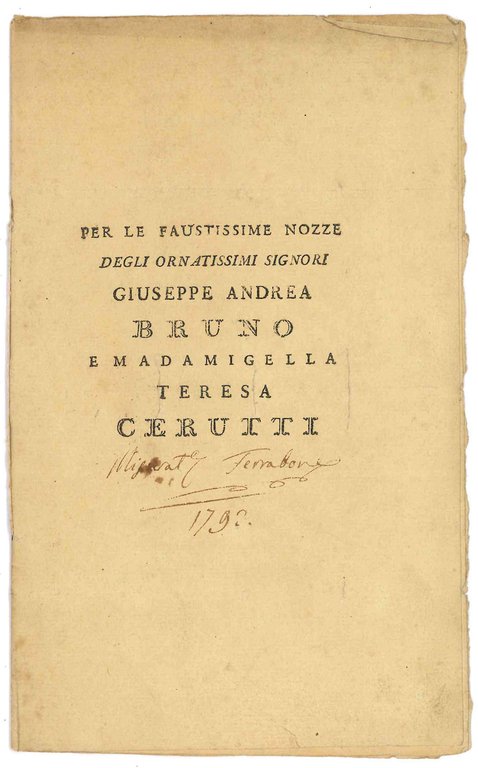 PER LE FAUSTISSIME NOZZE
DEGLI ORNATISSIMI SIGNORI
GIUSEPPE ANDREA
BRUNO
E MADAMIGELLA
TERESA
CERUTTI